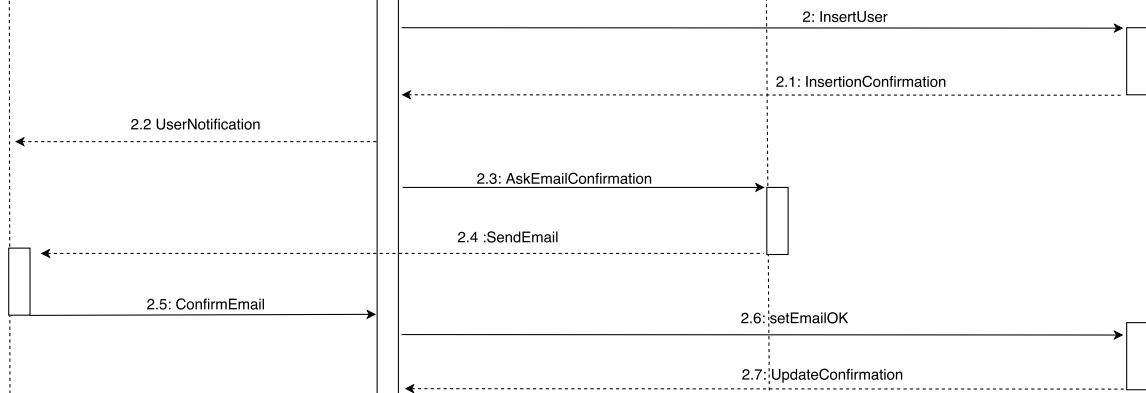 2: InsertUser
2.1: InsertionConfirmation
2.2 UserNotification
2.3: AskEmailConfirmation
2.4 :SendEmail
2.5: ConfirmEmail
2.6: setEmailOK
2.7: UpdateConfirmation